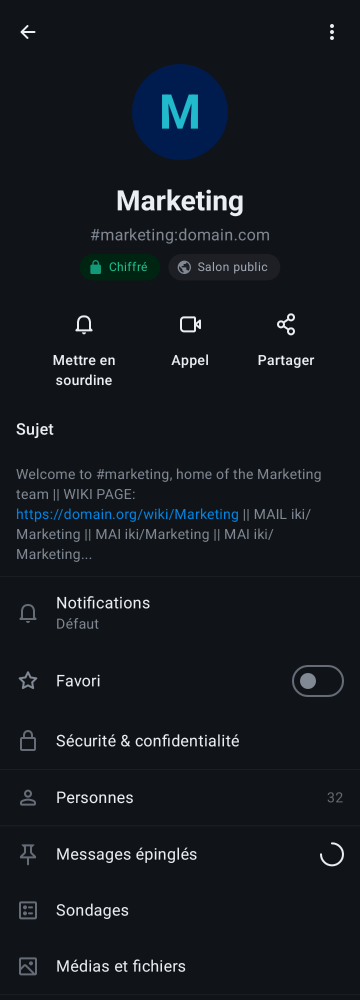 M
Marketing
#marketing:domain.com
Chiffré
Salon public
Mettre en
sourdine
Appel
Partager
Sujet
Welcome to #marketing, home of the Marketing
team || WIKI PAGE:
https://domain.org/wiki/Marketing || MAIL iki/
Marketing || MAI iki/Marketing || MAI iki/
Marketing...
Notifications
Défaut
Favori
Sécurité & confidentialité
Personnes 32
Messages épinglés
Sondages
Médias et fichiers